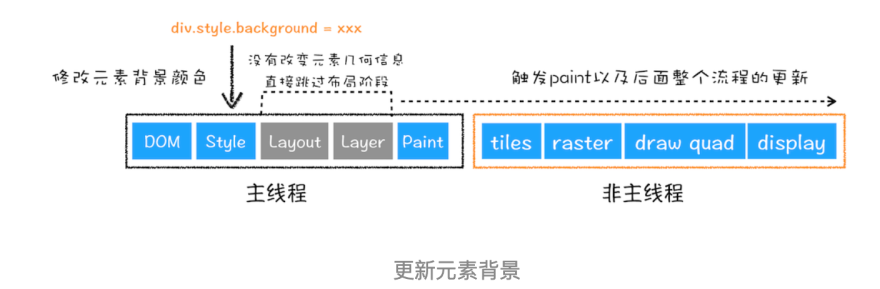 div.style.background = xxx
没有改变元素几何信息
修改元素背景颜色
直接跳过布局阶段
触发paint以及后面整个流程的更新
DOM Style Layout Layer Paint tiles raster draw quad display
主线程 非主线程
更新元素背景